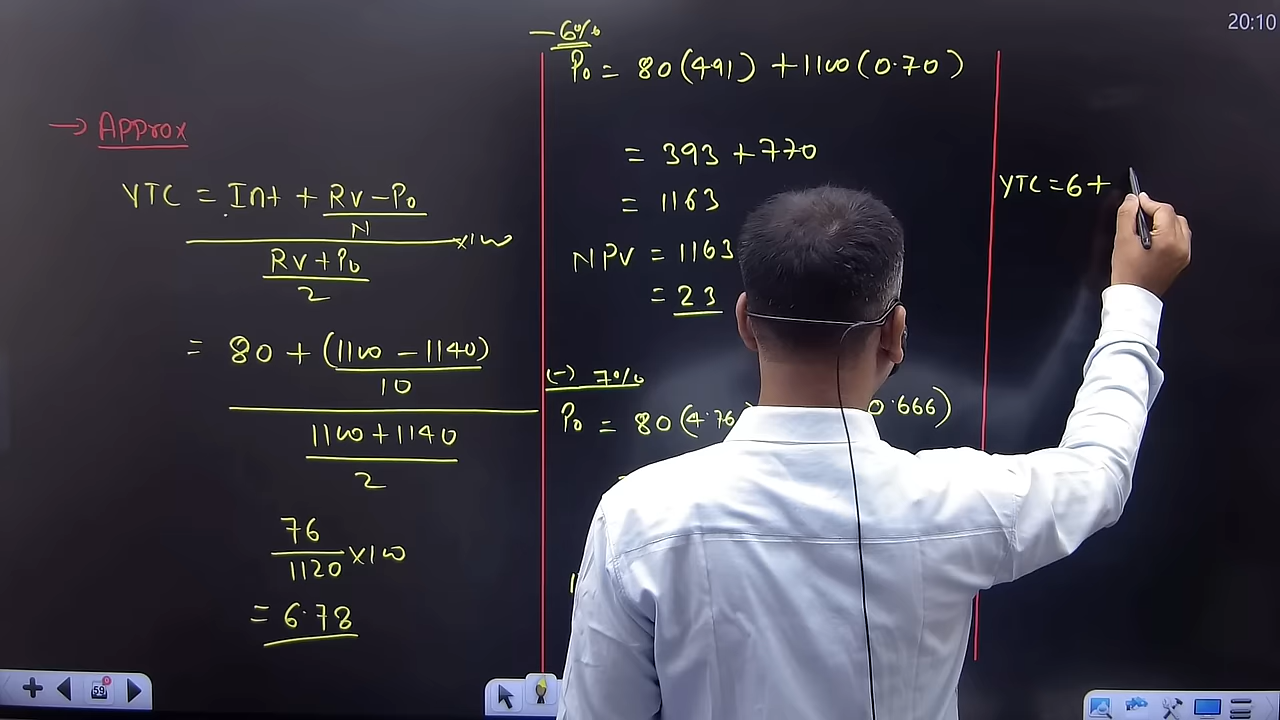 20:10
→ Approx
YTC = Int + Rv - P₀
N
Rv + P₀ ×100
2
= 80 + (1100 - 1140)
10
1100 + 1140
2
76
1120 ×100
= 6.78
- 6%
P₀ = 80 (4.91) + 1100 (0.70)
= 393 + 770
= 1163
NPV = 1163
= 23
(-) 7%
P₀ = 80 (4.76 0.666)
YTC = 6 +
59